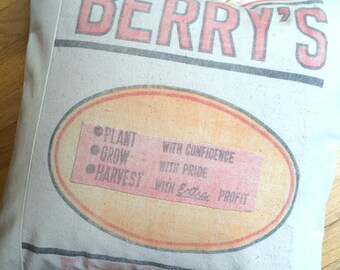 BERRY'S
●PLANT WITH CONFIDENCE
●GROW WITH PRIDE
●HARVEST WITH Extra PROFIT